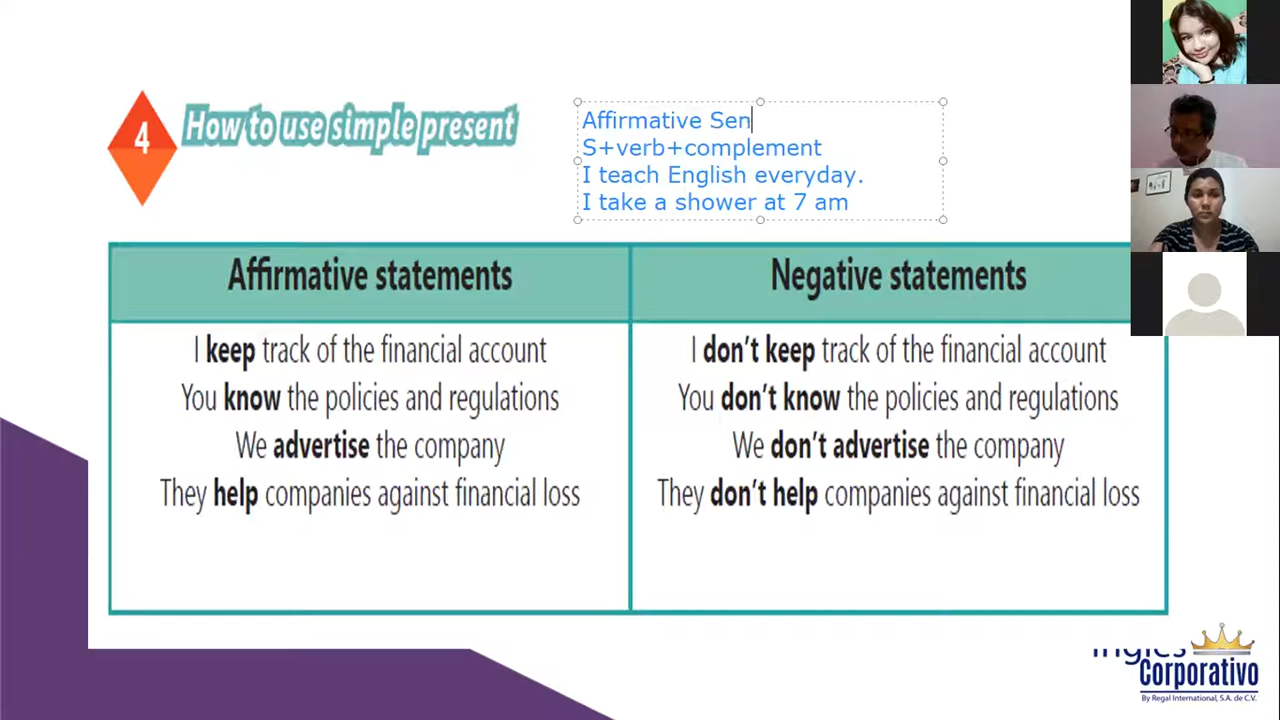 4
How to use simple present
Affirmative Sen
S+verb+complement
I teach English everyday.
I take a shower at 7 am
Affirmative statements
Negative statements
I keep track of the financial account
You know the policies and regulations
We advertise the company
They help companies against financial loss
I don't keep track of the financial account
You don't know the policies and regulations
We don't advertise the company
They don't help companies against financial loss
Inglés
Corporativo
By Regal International, S.A. de C.V.